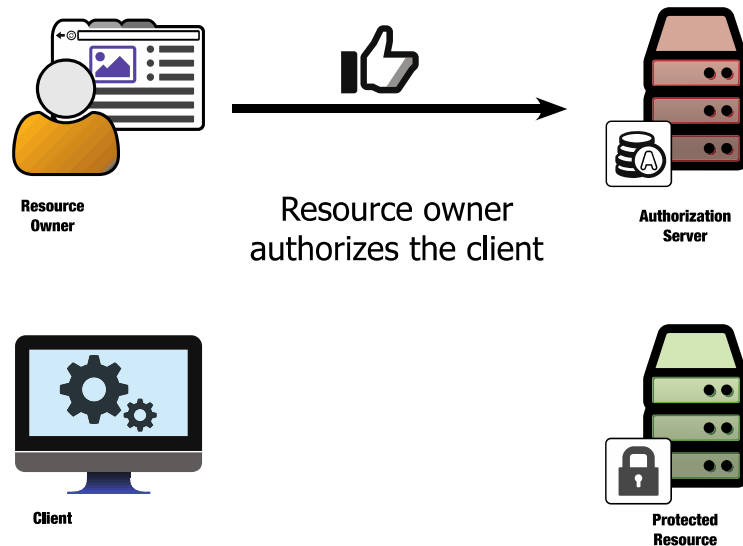 Resource
Owner
Resource owner
authorizes the client
A
Authorization
Server
Client
Protected
Resource